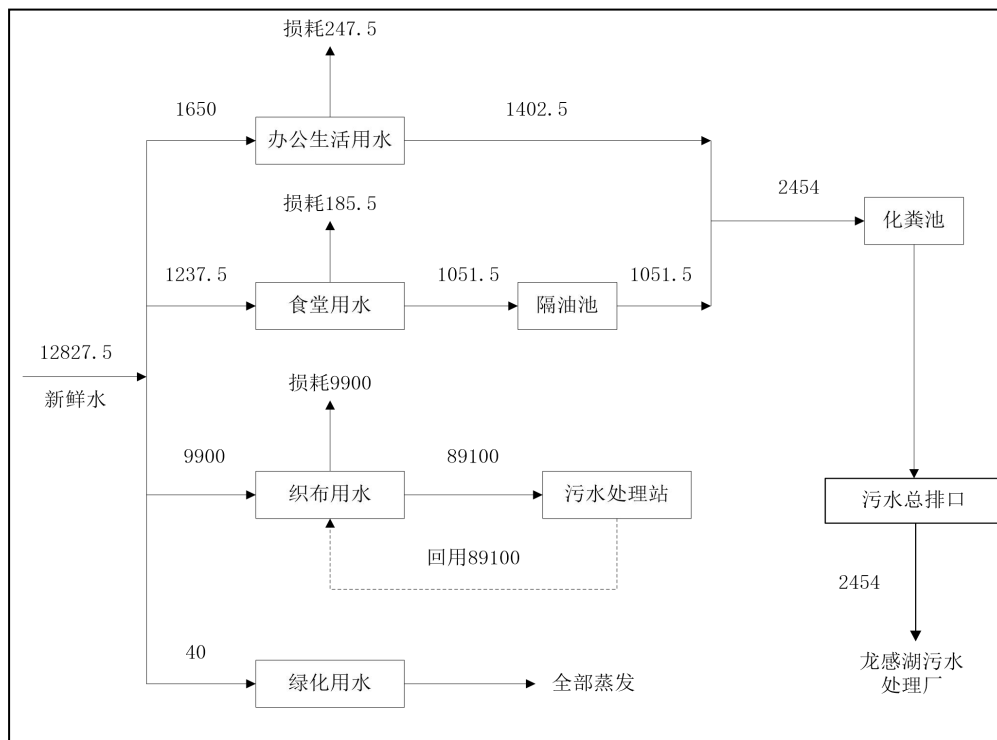 损耗247.5
1650
办公生活用水
1402.5
2454
化粪池
损耗185.5
1237.5
食堂用水
1051.5
隔油池
1051.5
12827.5
新鲜水
损耗9900
9900
织布用水
89100
污水处理站
回用89100
污水总排口
2454
龙感湖污水
处理厂
40
绿化用水
全部蒸发